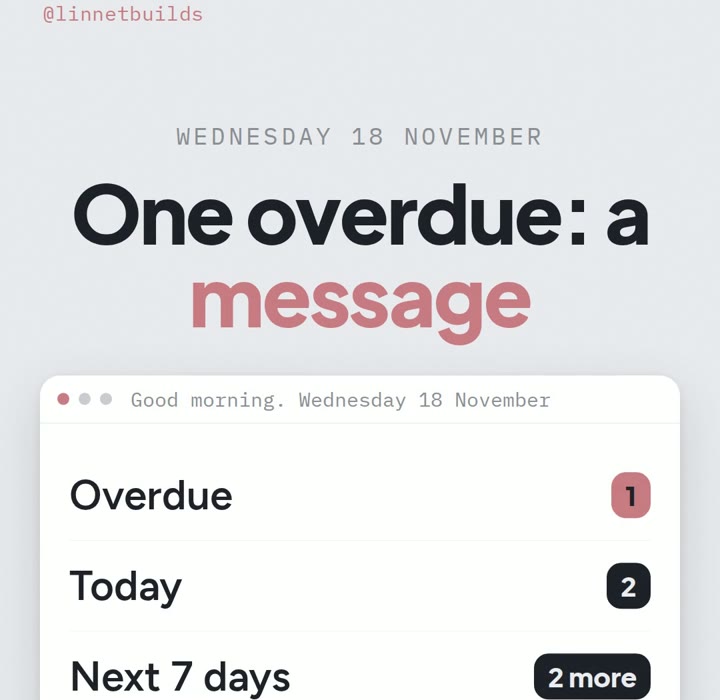 @linnetbuilds
WEDNESDAY 18 NOVEMBER
One overdue: a
message
Good morning. Wednesday 18 November
Overdue
1
Today
2
Next 7 days
2 more